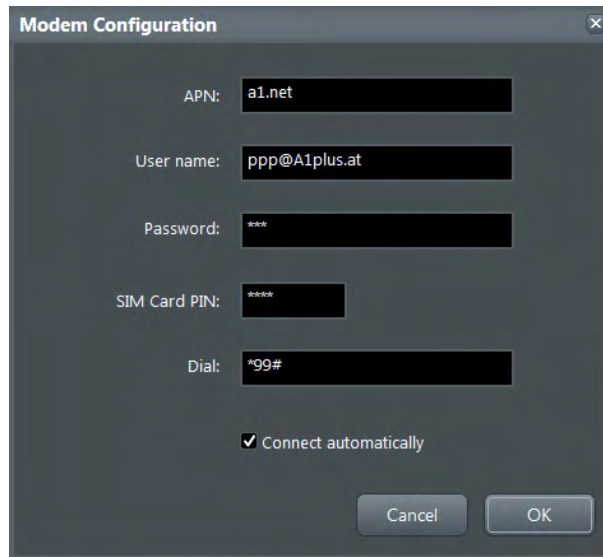 Modem Configuration
APN: a1.net
User name: ppp@A1plus.at
Password: ***
SIM Card PIN: ****
Dial: *99#
Connect automatically
Cancel OK